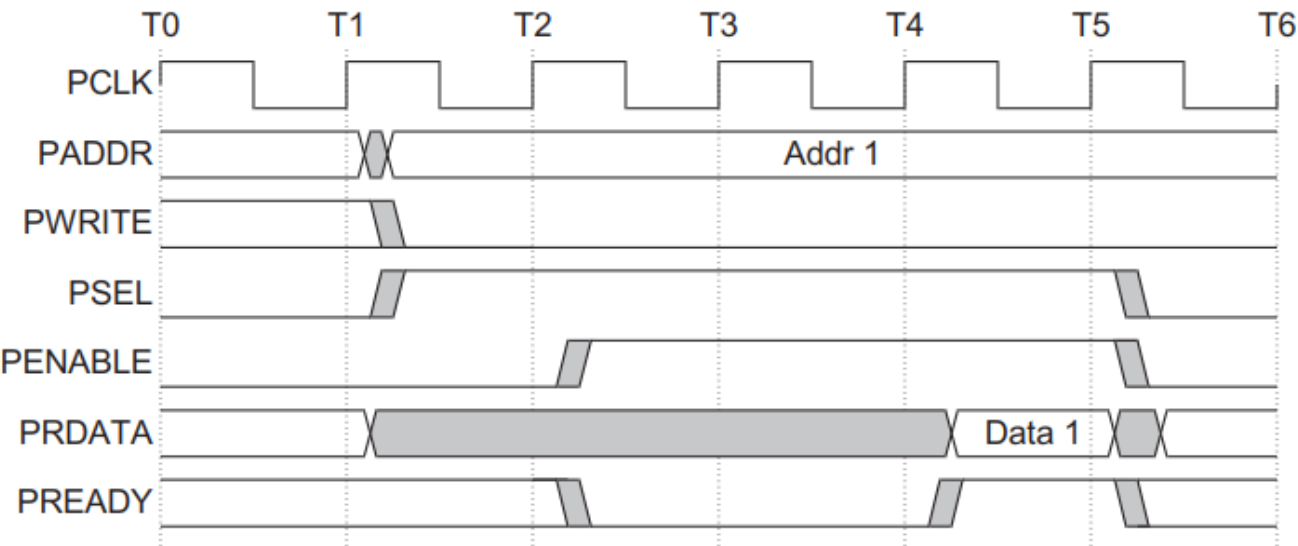 T0 T1 T2 T3 T4 T5 T6
PCLK
PADDR Addr 1
PWRITE
PSEL
PENABLE
PRDATA Data 1
PREADY